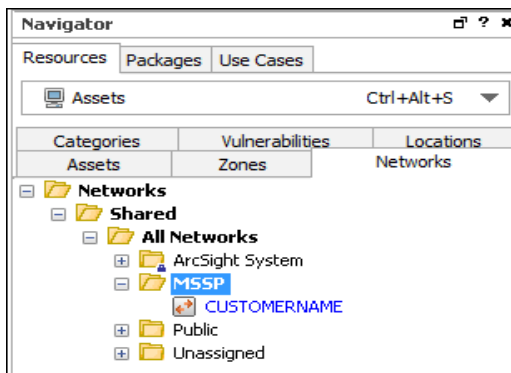 Navigator
Resources Packages Use Cases
Assets Ctrl+Alt+S
Categories Vulnerabilities Locations
Assets Zones Networks
Networks
Shared
All Networks
ArcSight System
MSSP
CUSTOMERNAME
Public
Unassigned